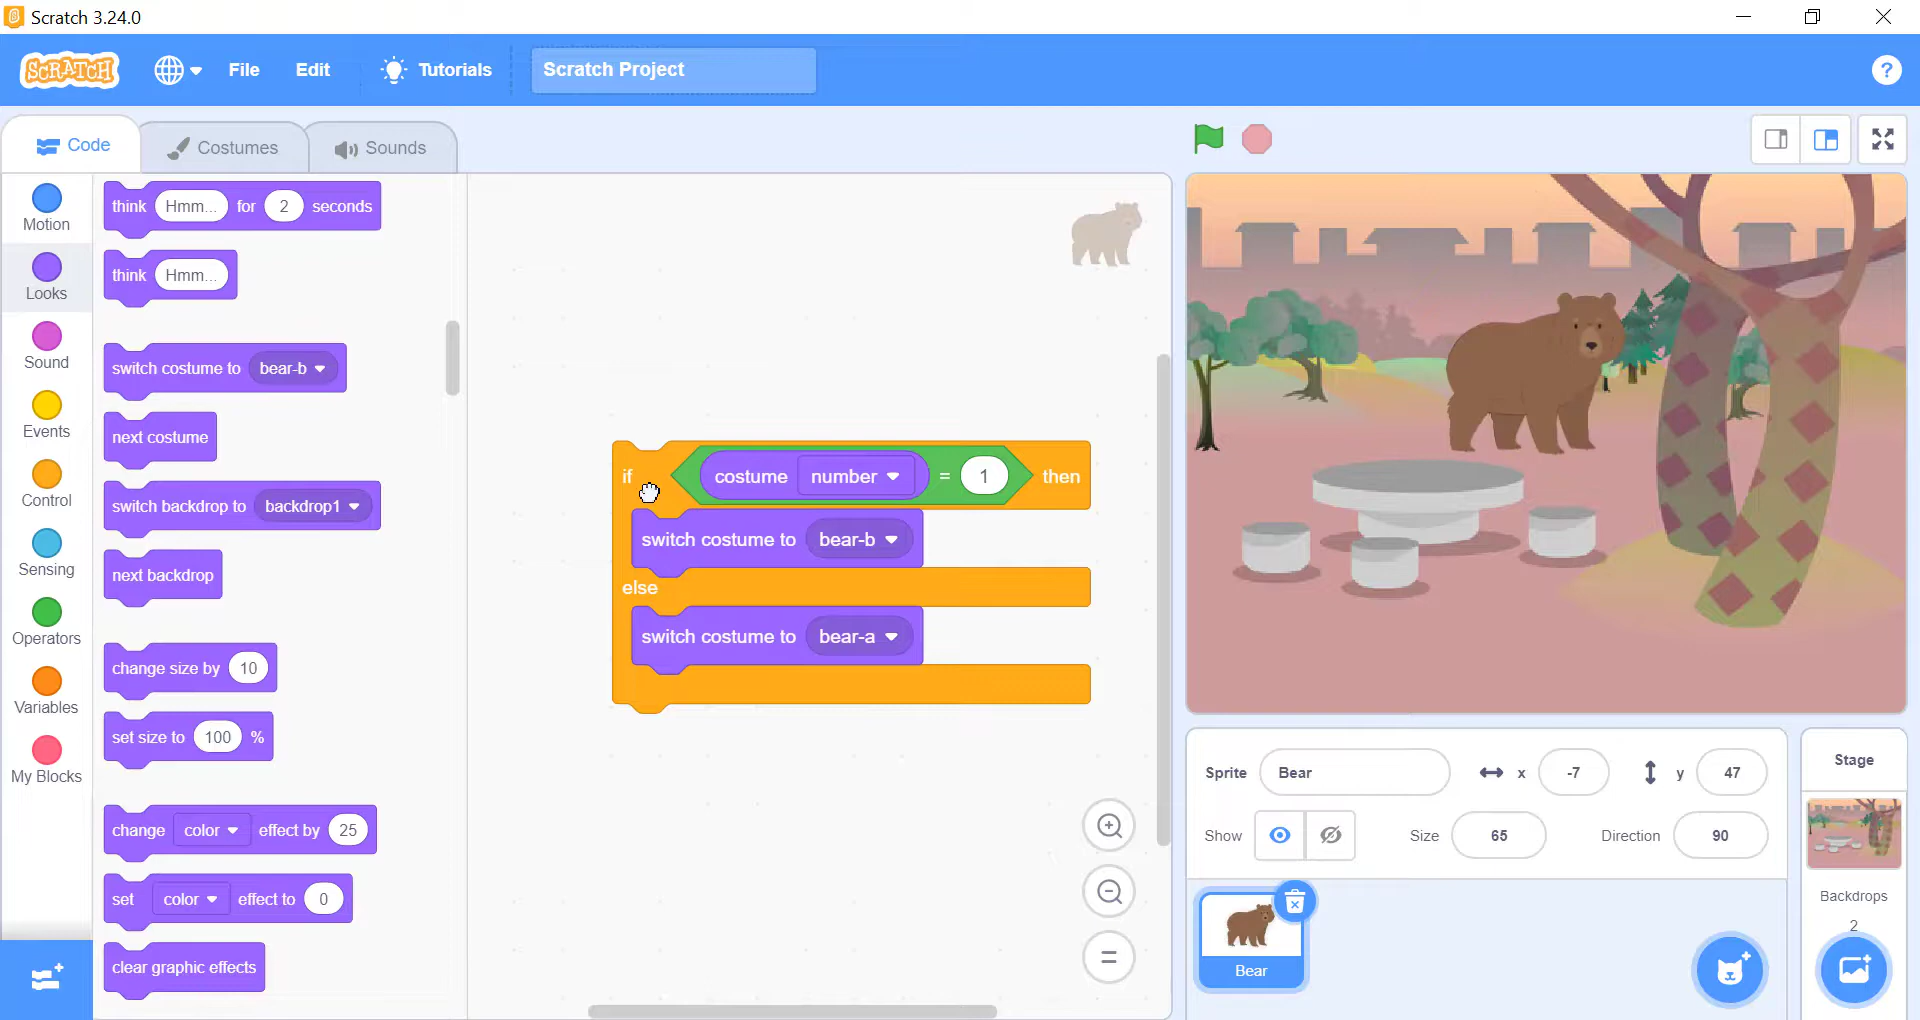 Scratch 3.24.0
SCRATCH File Edit Tutorials Scratch Project ?
Code Costumes Sounds
Motion
Looks
Sound
Events
Control
Sensing
Operators
Variables
My Blocks
think Hmm... for 2 seconds
think Hmm...
switch costume to bear-b
next costume
switch backdrop to backdrop1
next backdrop
change size by 10
set size to 100 %
change color effect by 25
set color effect to 0
clear graphic effects
if costume number = 1 then
switch costume to bear-b
else
switch costume to bear-a
Sprite Bear x -7 y 47
Show Size 65 Direction 90
Bear
Stage
Backdrops
2